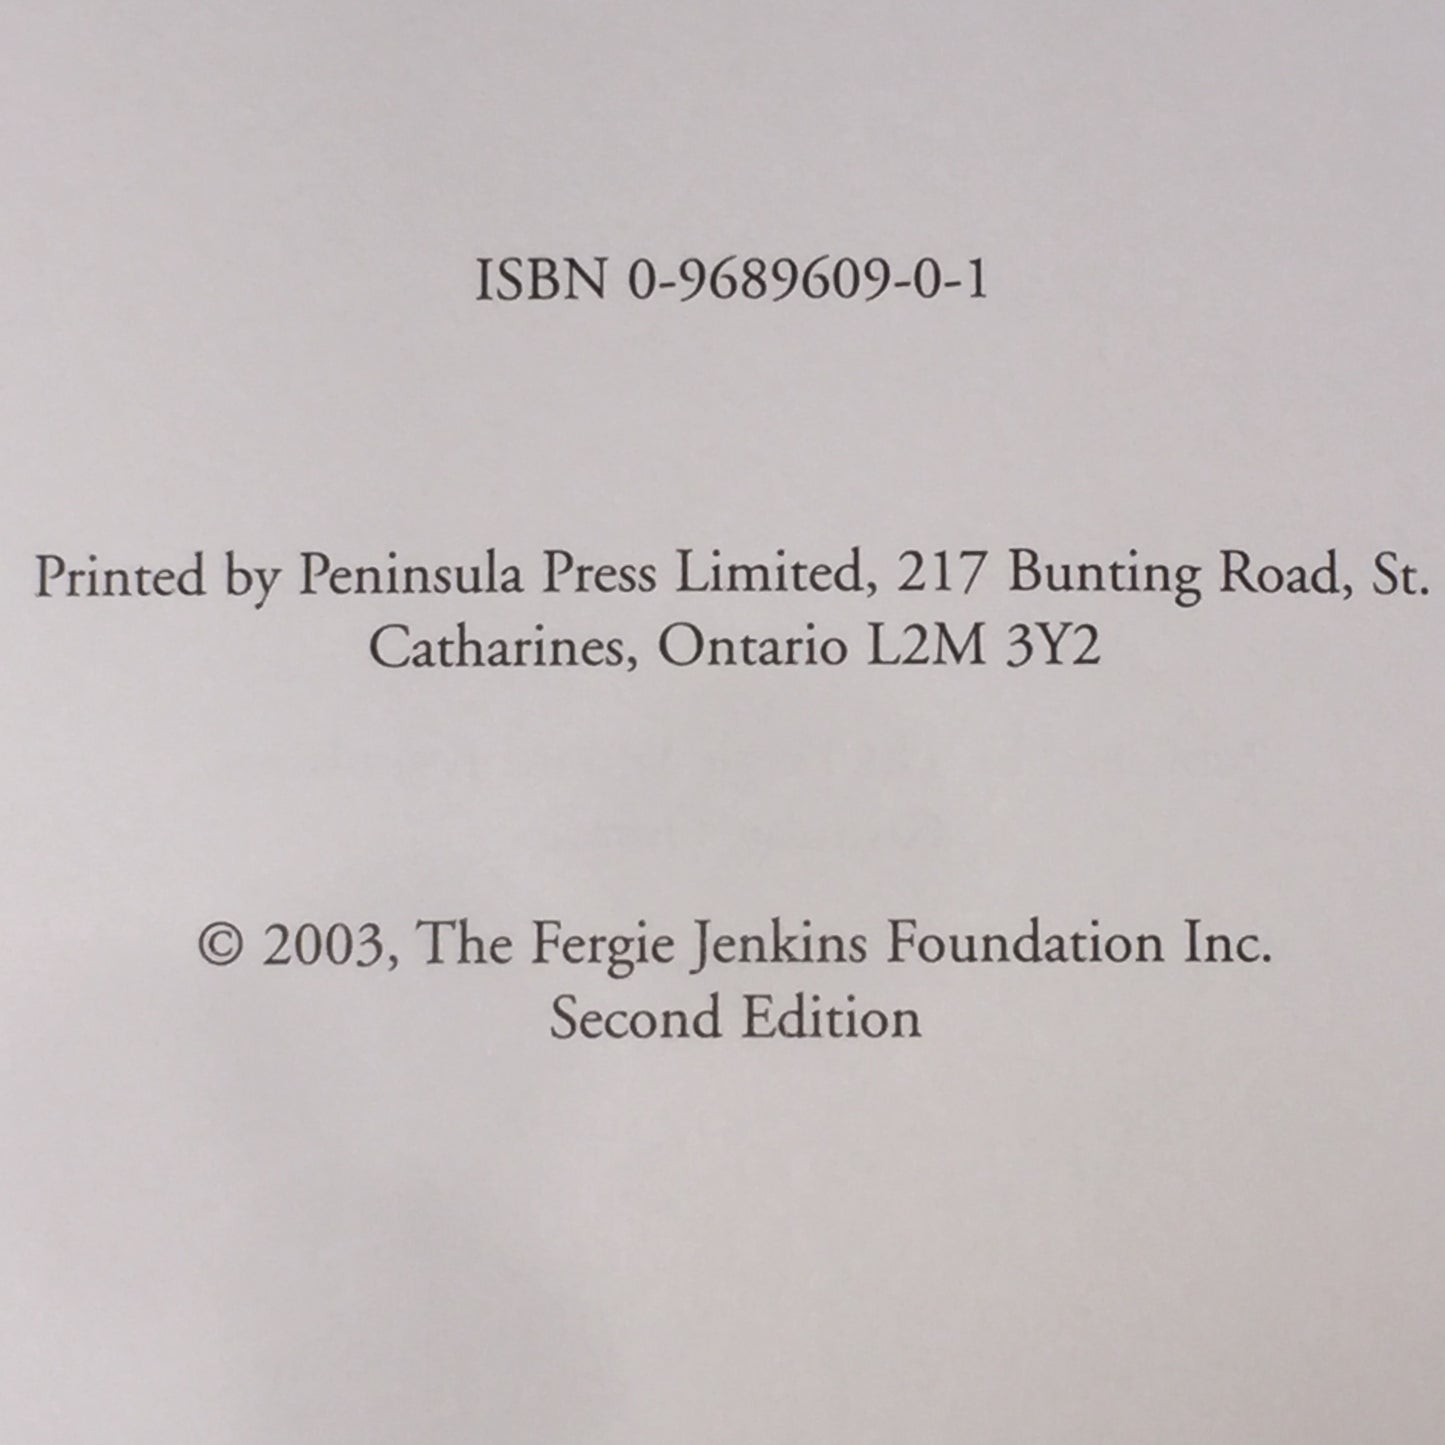 ISBN 0-9689609-0-1
Printed by Peninsula Press Limited, 217 Bunting Road, St.
Catharines, Ontario L2M 3Y2
© 2003, The Fergie Jenkins Foundation Inc.
Second Edition